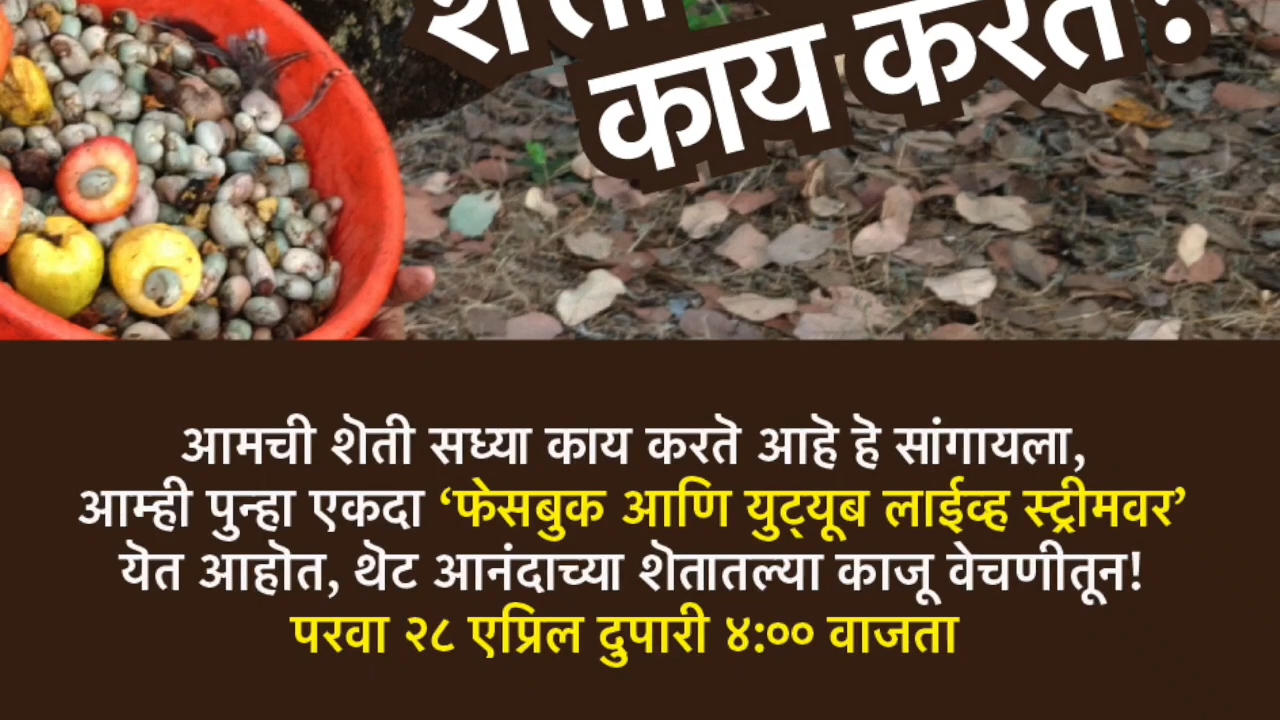 शेती
काय करते?
आमची शेती सध्या काय करते आहे हे सांगायला,
आम्ही पुन्हा एकदा ‘फेसबुक आणि युट्यूब लाईव्ह स्ट्रीमवर’
येत आहोत, थेट आनंदाच्या शेतातल्या काजू वेचणीतून!
परवा २८ एप्रिल दुपारी ४:०० वाजता